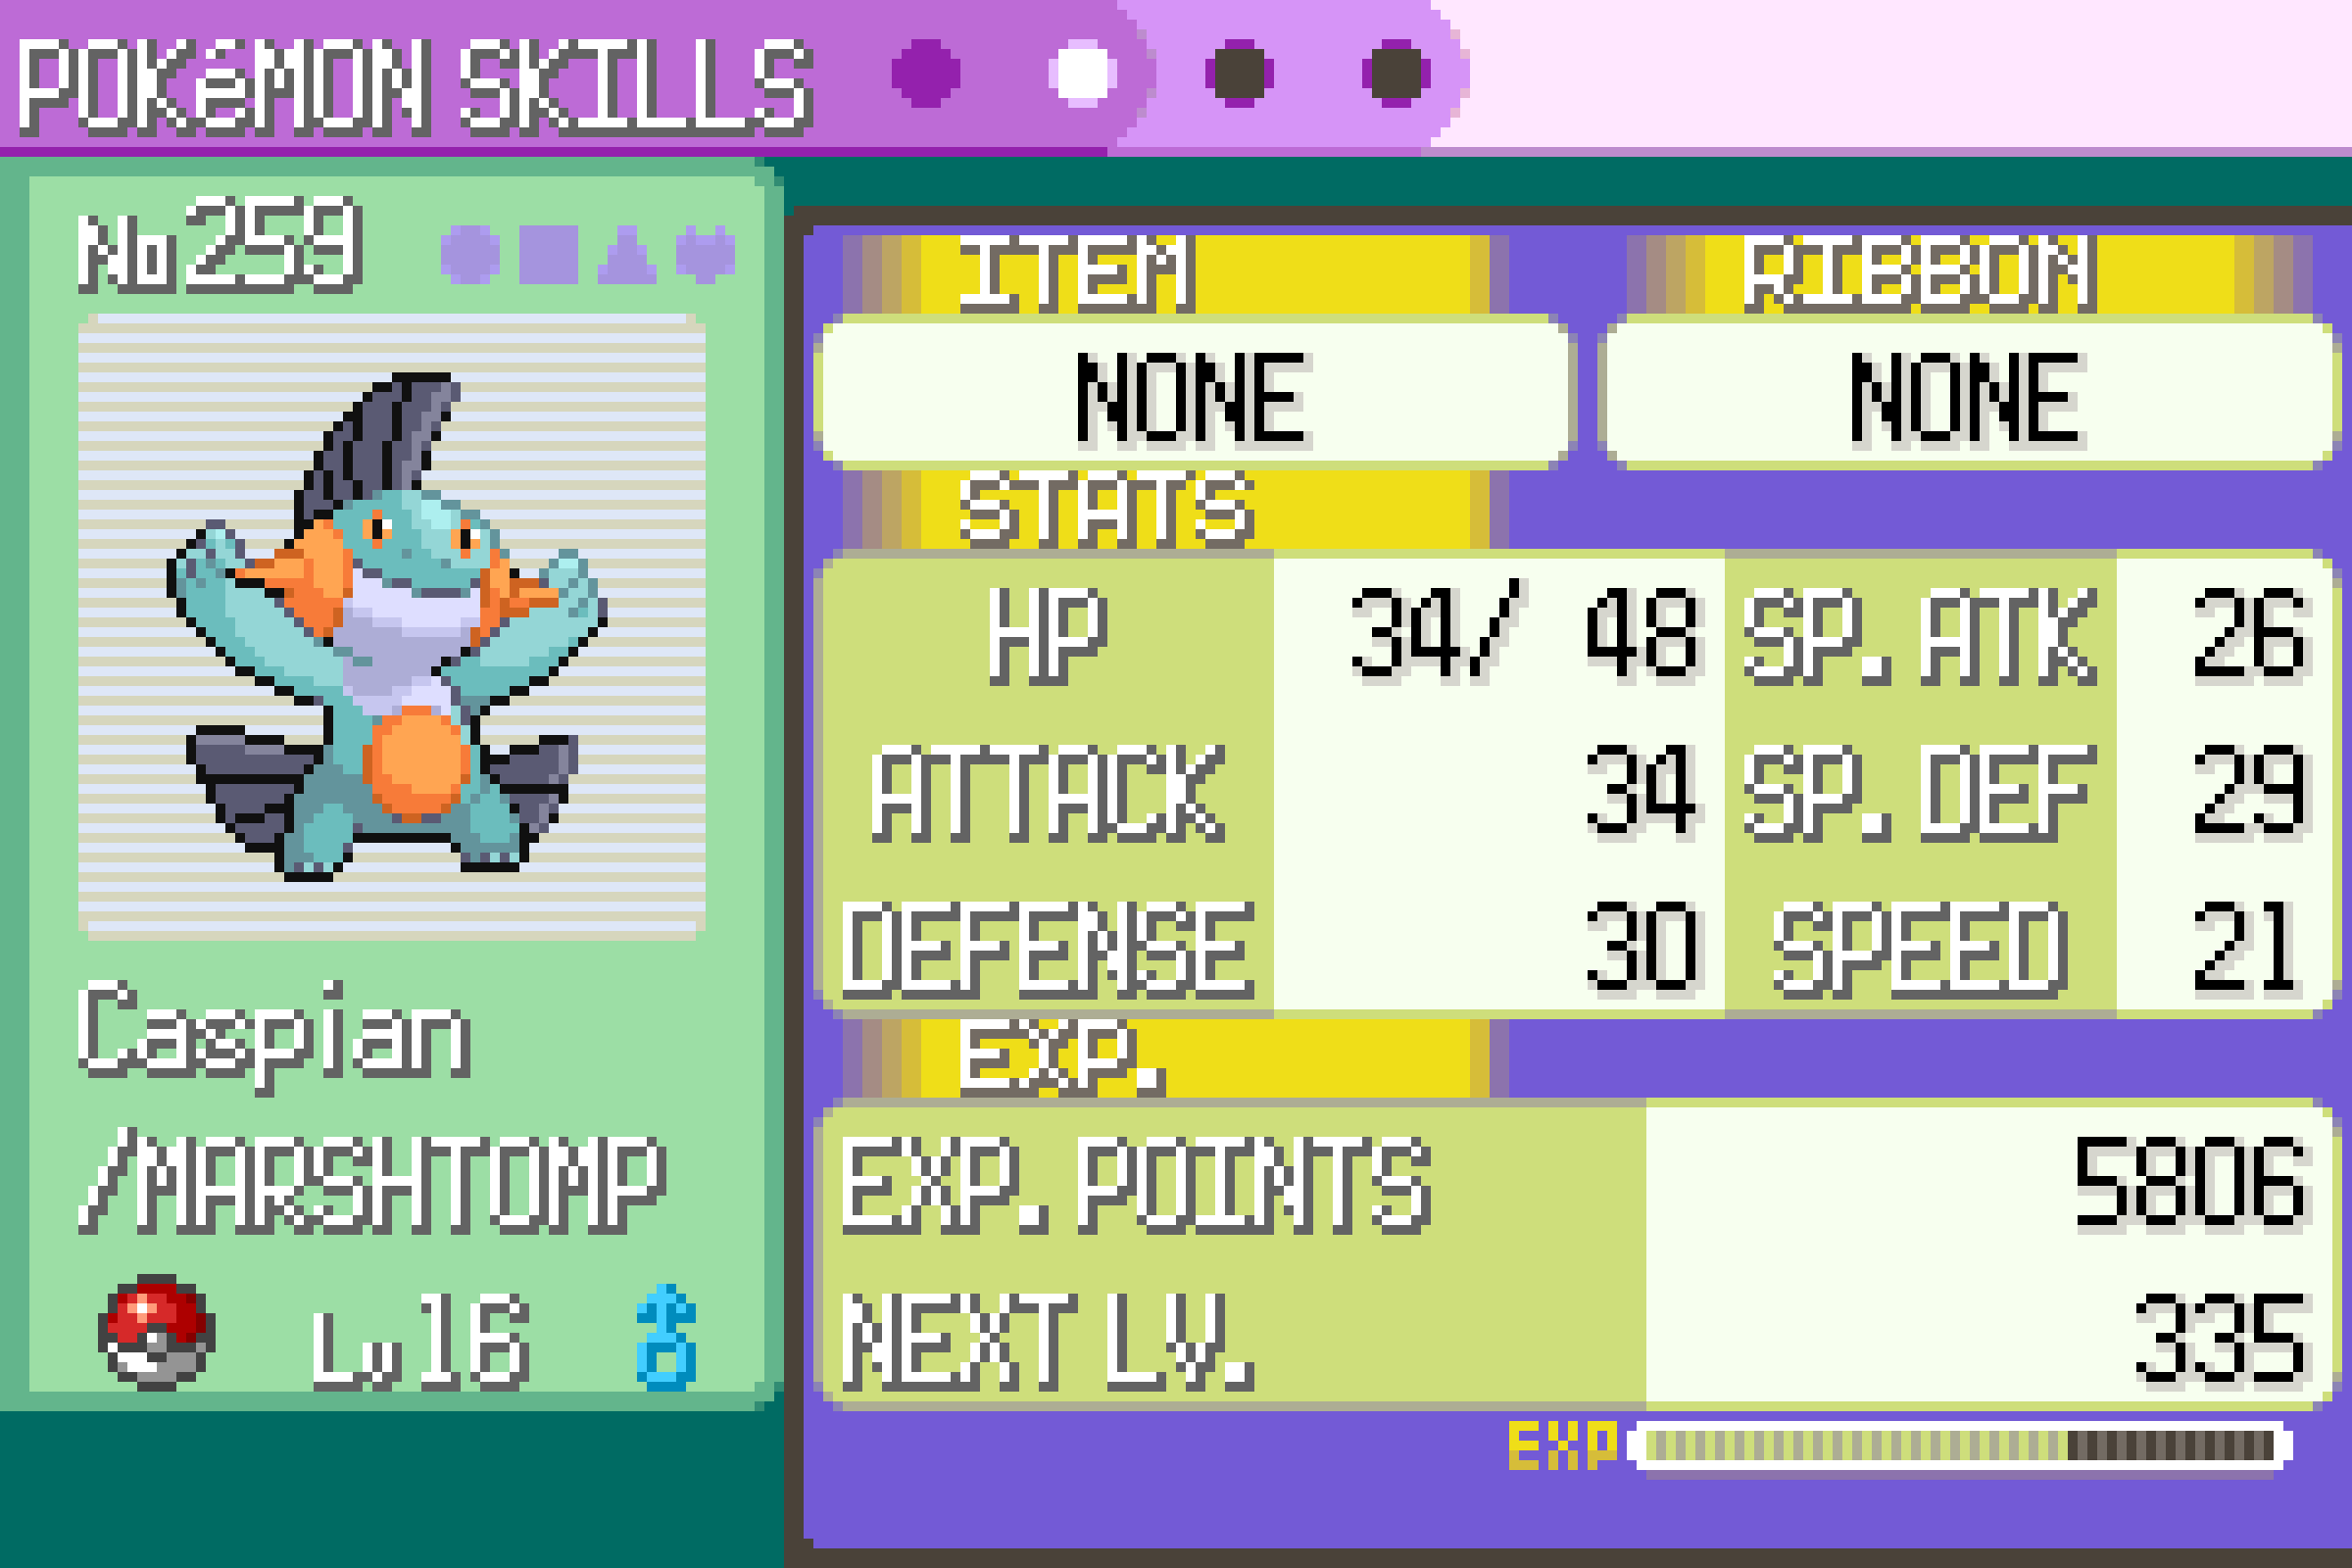 POKéMON SKILLS
No259
ITEM RIBBON
NONE NONE
STATS
HP 34/ 48 SP. ATK 26
ATTACK 34 SP. DEF 29
DEFENSE 30 SPEED 21
Caspian
/MARSHTOMP
Lv16 ♂
EXP.
EXP. POINTS 5806
NEXT LV. 335
EXP